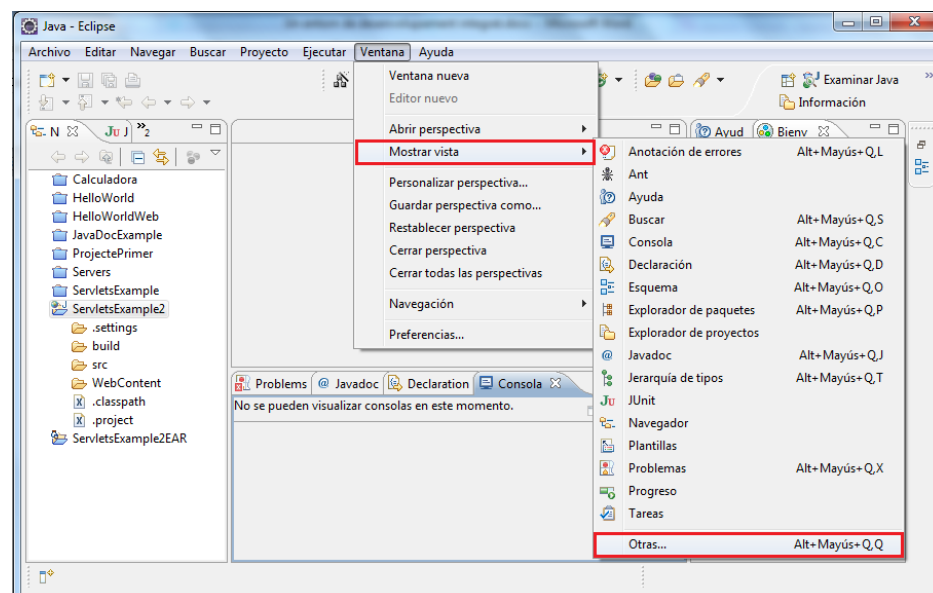 Java - Eclipse
Archivo Editar Navegar Buscar Proyecto Ejecutar Ventana Ayuda
Examinar Java
Información
Ventana nueva
Editor nuevo
Abrir perspectiva
Mostrar vista
Personalizar perspectiva...
Guardar perspectiva como...
Restablecer perspectiva
Cerrar perspectiva
Cerrar todas las perspectivas
Navegación
Preferencias...
N
Ju J
»2
Calculadora
HelloWorld
HelloWorldWeb
JavaDocExample
ProjectePrimer
Servers
ServletsExample
ServletsExample2
.settings
build
src
WebContent
.classpath
.project
ServletsExample2EAR
Ayud Bienv
Anotación de errores Alt+Mayús+Q,L
Ant
Ayuda
Buscar Alt+Mayús+Q,S
Consola Alt+Mayús+Q,C
Declaración Alt+Mayús+Q,D
Esquema Alt+Mayús+Q,O
Explorador de paquetes Alt+Mayús+Q,P
Explorador de proyectos
@ Javadoc Alt+Mayús+Q,J
Jerarquía de tipos Alt+Mayús+Q,T
Ju JUnit
Navegador
Plantillas
Problemas Alt+Mayús+Q,X
Progreso
Tareas
Otras... Alt+Mayús+Q,Q
Problems @ Javadoc Declaration Consola
No se pueden visualizar consolas en este momento.